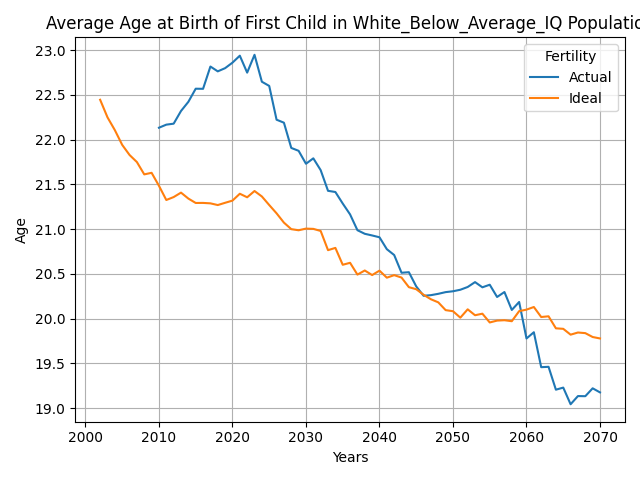 Average Age at Birth of First Child in White_Below_Average_IQ Populatio
Fertility
Actual
Ideal
23.0
22.5
22.0
21.5
21.0
20.5
20.0
19.5
19.0
Age
2000 2010 2020 2030 2040 2050 2060 2070
Years